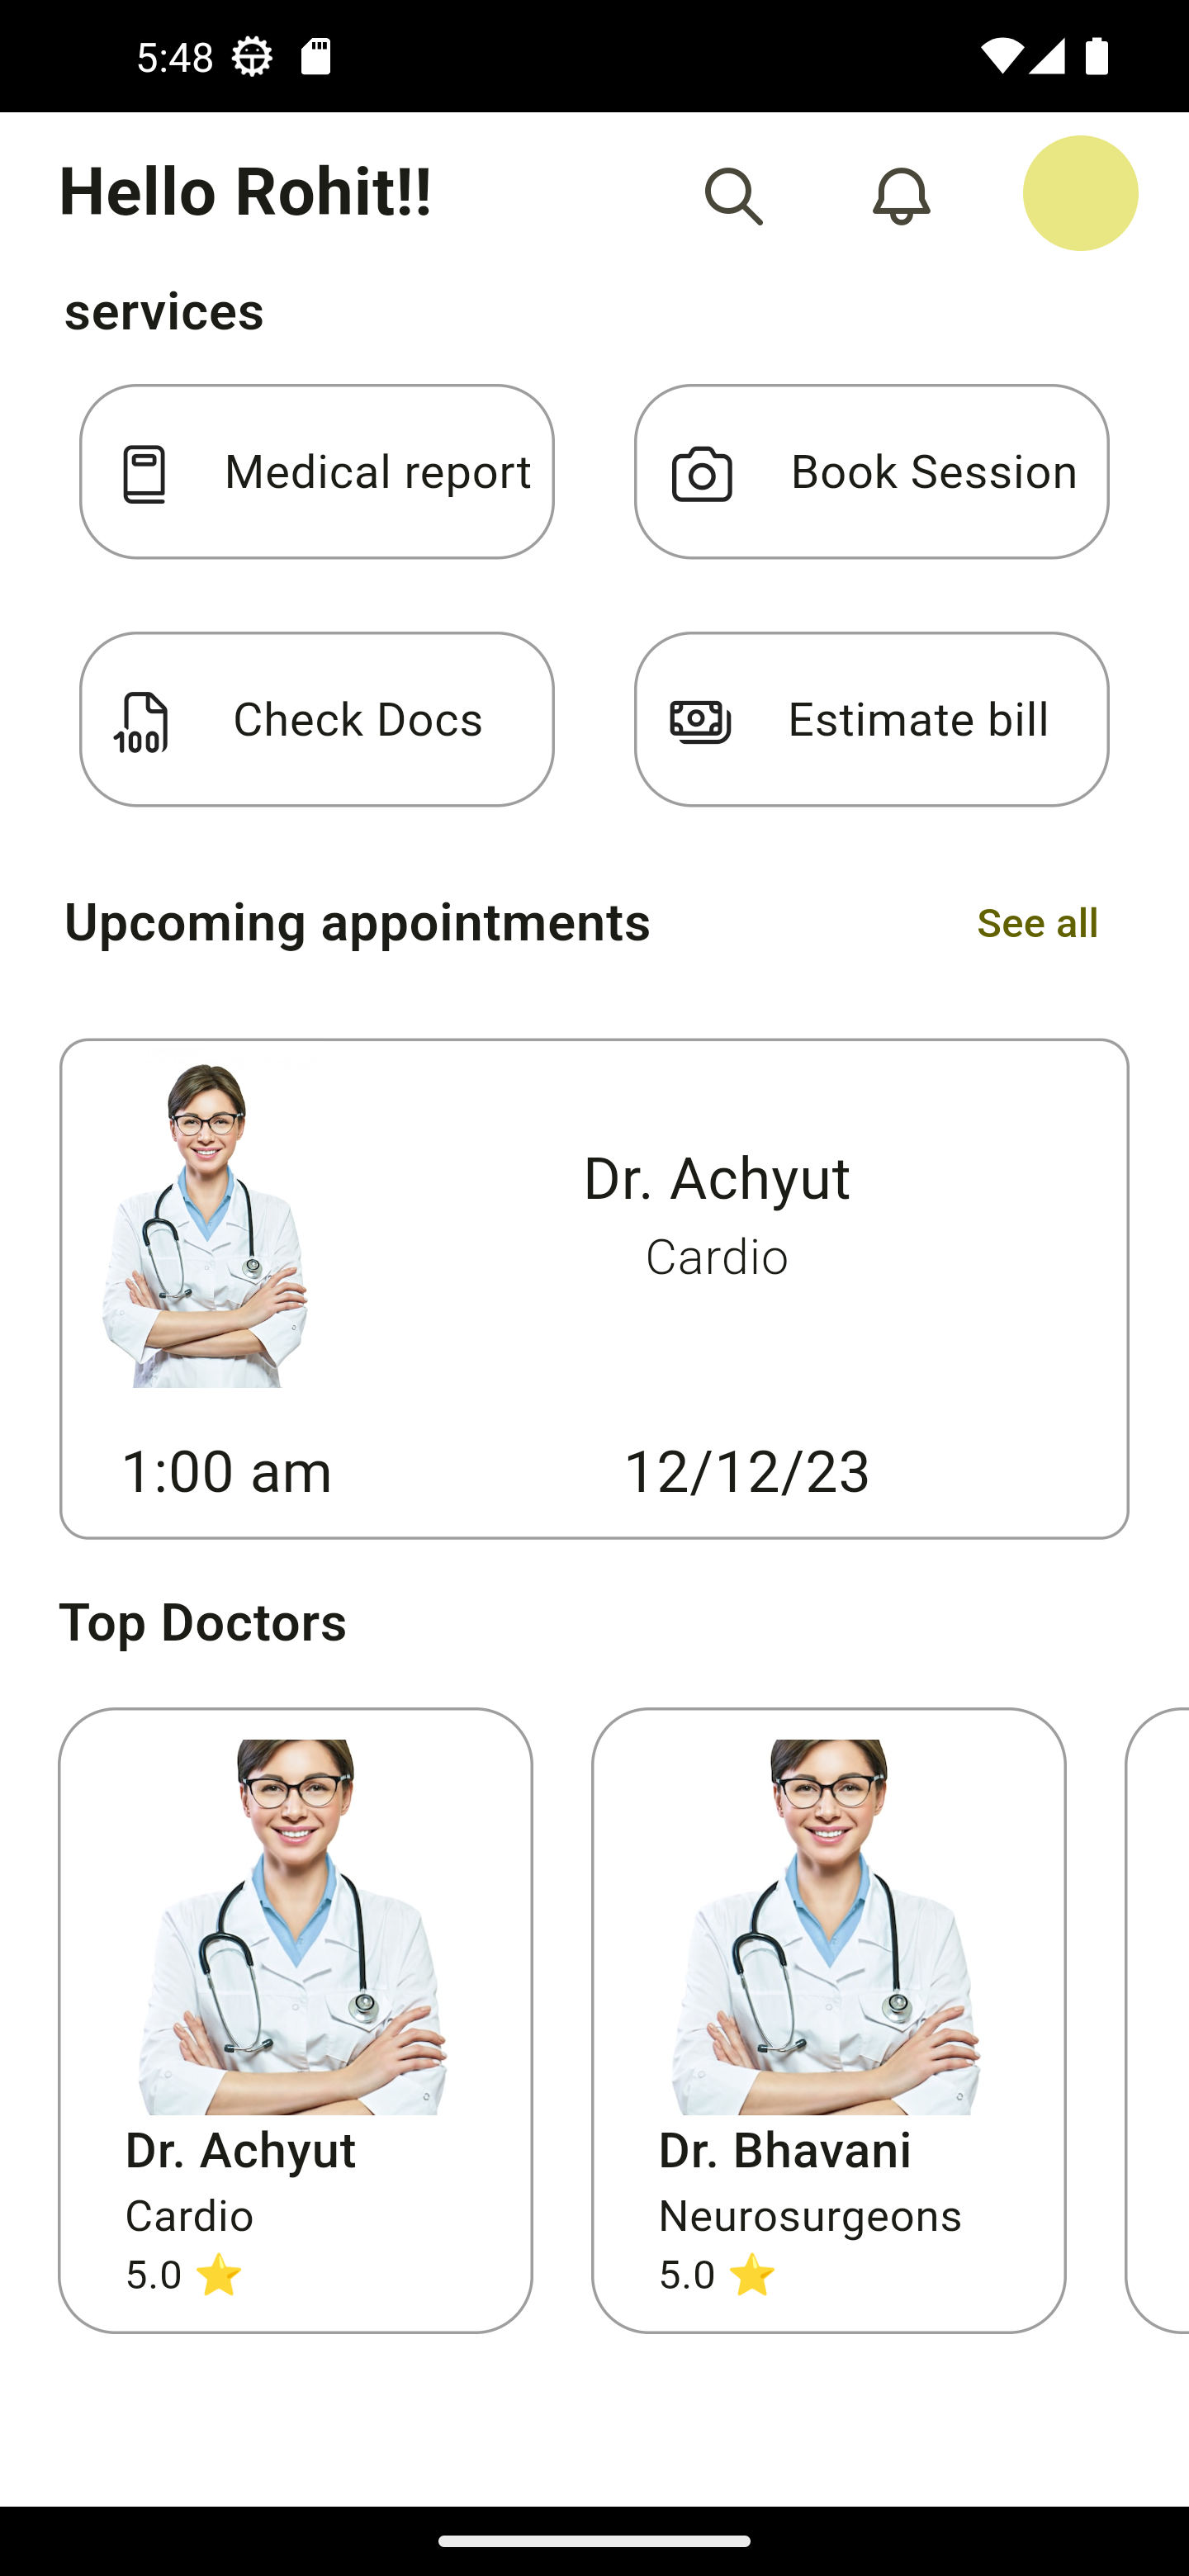 5:48
Hello Rohit!!
services
Medical report
Book Session
100
Check Docs
Estimate bill
Upcoming appointments
See all
Dr. Achyut
Cardio
1:00 am
12/12/23
Top Doctors
Dr. Achyut
Cardio
5.0 ⭐
Dr. Bhavani
Neurosurgeons
5.0 ⭐